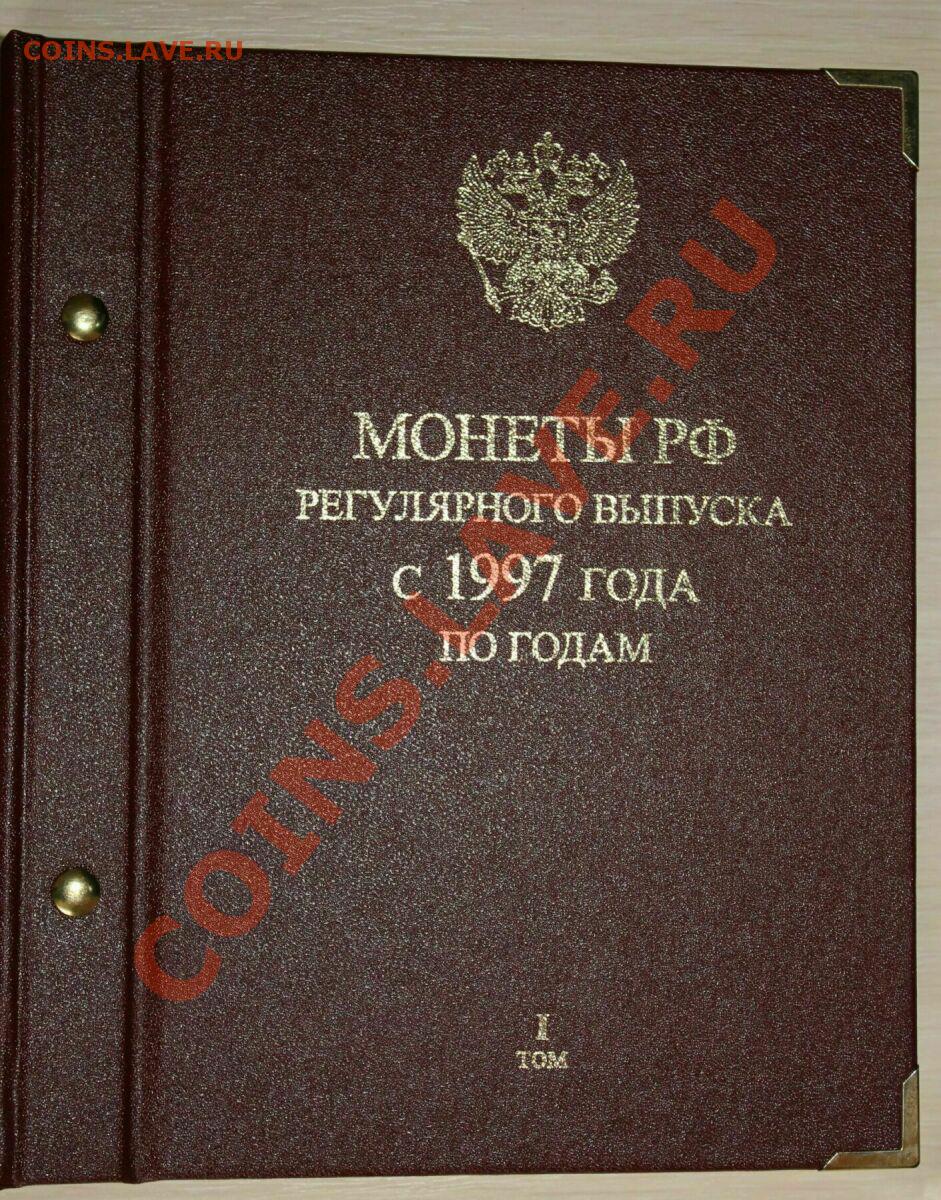 COINS.LAVE.RU
МОНЕТЫ РФ
РЕГУЛЯРНОГО ВЫПУСКА
С 1997 ГОДА
ПО ГОДАМ
COINS.LAVE.RU
I
ТОМ